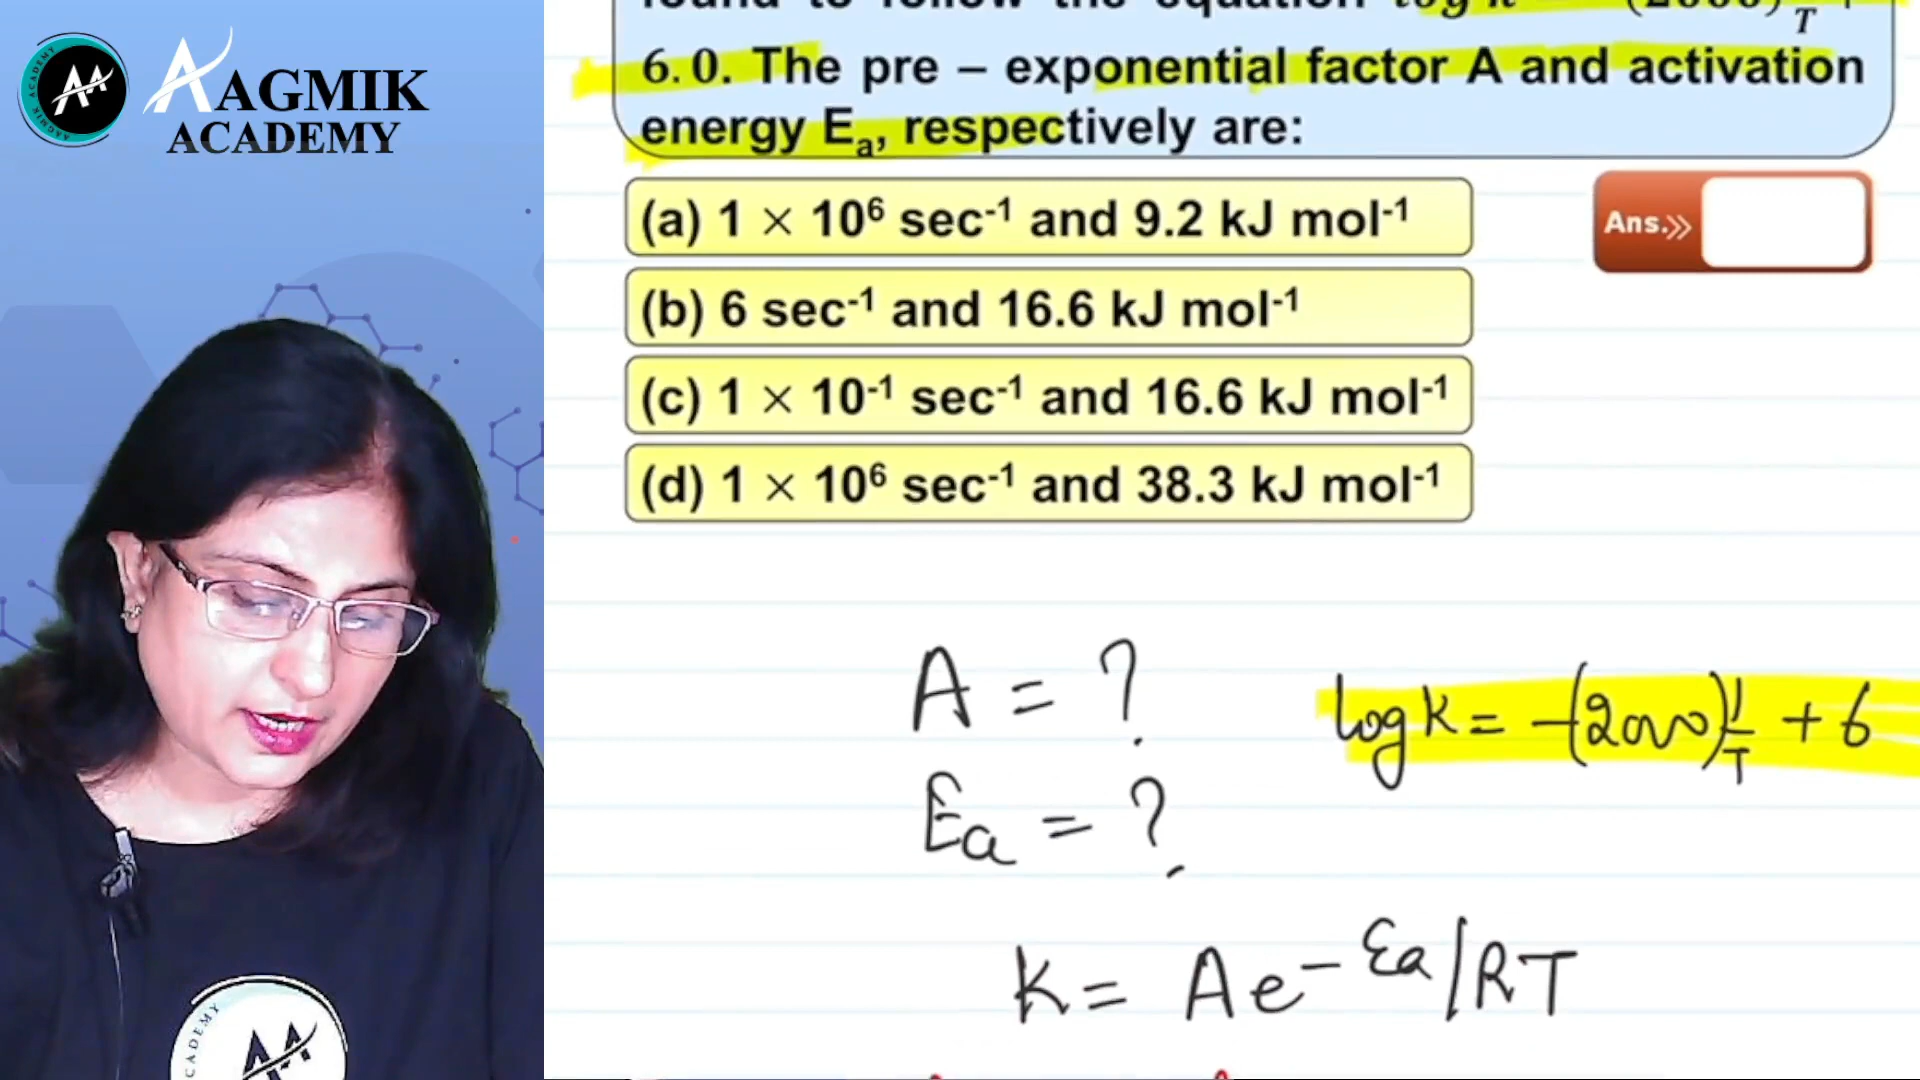 AAGMIK
ACADEMY
6.0. The pre – exponential factor A and activation
energy Eₐ, respectively are:
(a) 1 × 10⁶ sec⁻¹ and 9.2 kJ mol⁻¹
Ans.
(b) 6 sec⁻¹ and 16.6 kJ mol⁻¹
(c) 1 × 10⁻¹ sec⁻¹ and 16.6 kJ mol⁻¹
(d) 1 × 10⁶ sec⁻¹ and 38.3 kJ mol⁻¹
A = ?
log K = -(2000) 1/T + 6
Ea = ?
K = Ae^-Ea/RT
ACADEMY